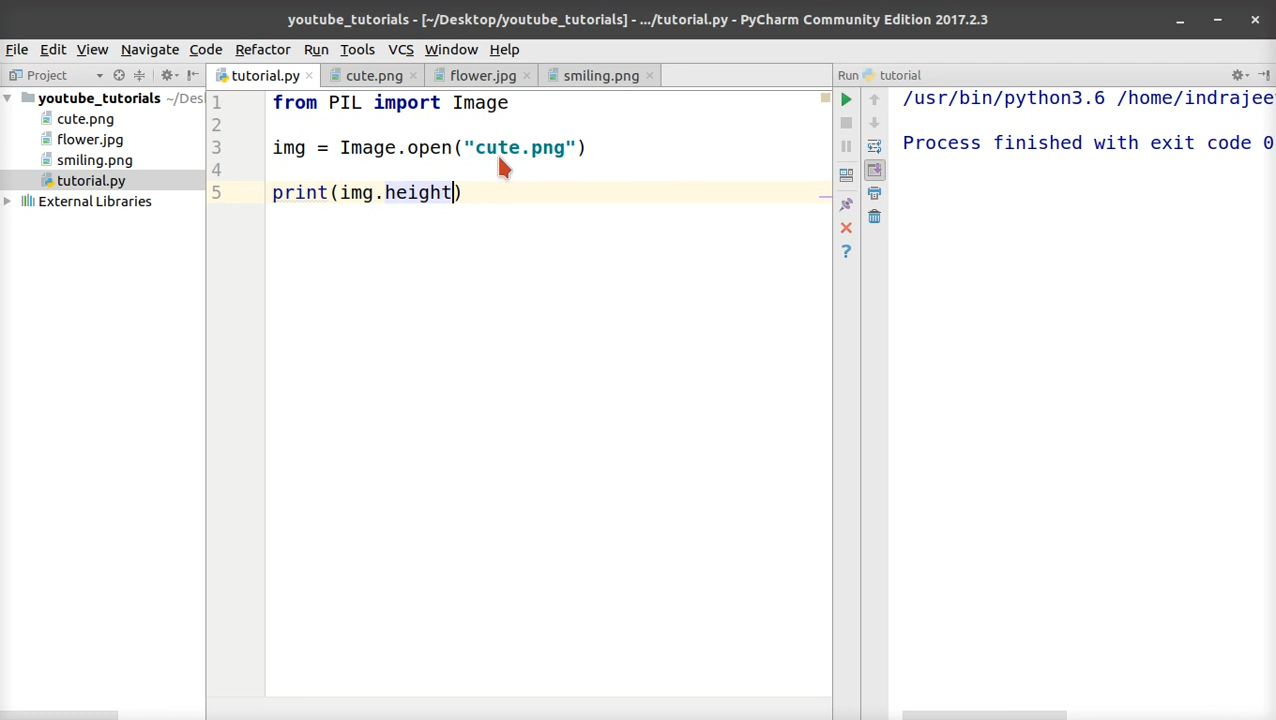 youtube_tutorials - [~/Desktop/youtube_tutorials] - .../tutorial.py - PyCharm Community Edition 2017.2.3
File Edit View Navigate Code Refactor Run Tools VCS Window Help
Project
tutorial.py cute.png flower.jpg smiling.png
Run tutorial
youtube_tutorials ~/Des
cute.png
flower.jpg
smiling.png
tutorial.py
External Libraries
1 from PIL import Image
2
3 img = Image.open("cute.png")
4
5 print(img.height)
/usr/bin/python3.6 /home/indrajee
Process finished with exit code 0